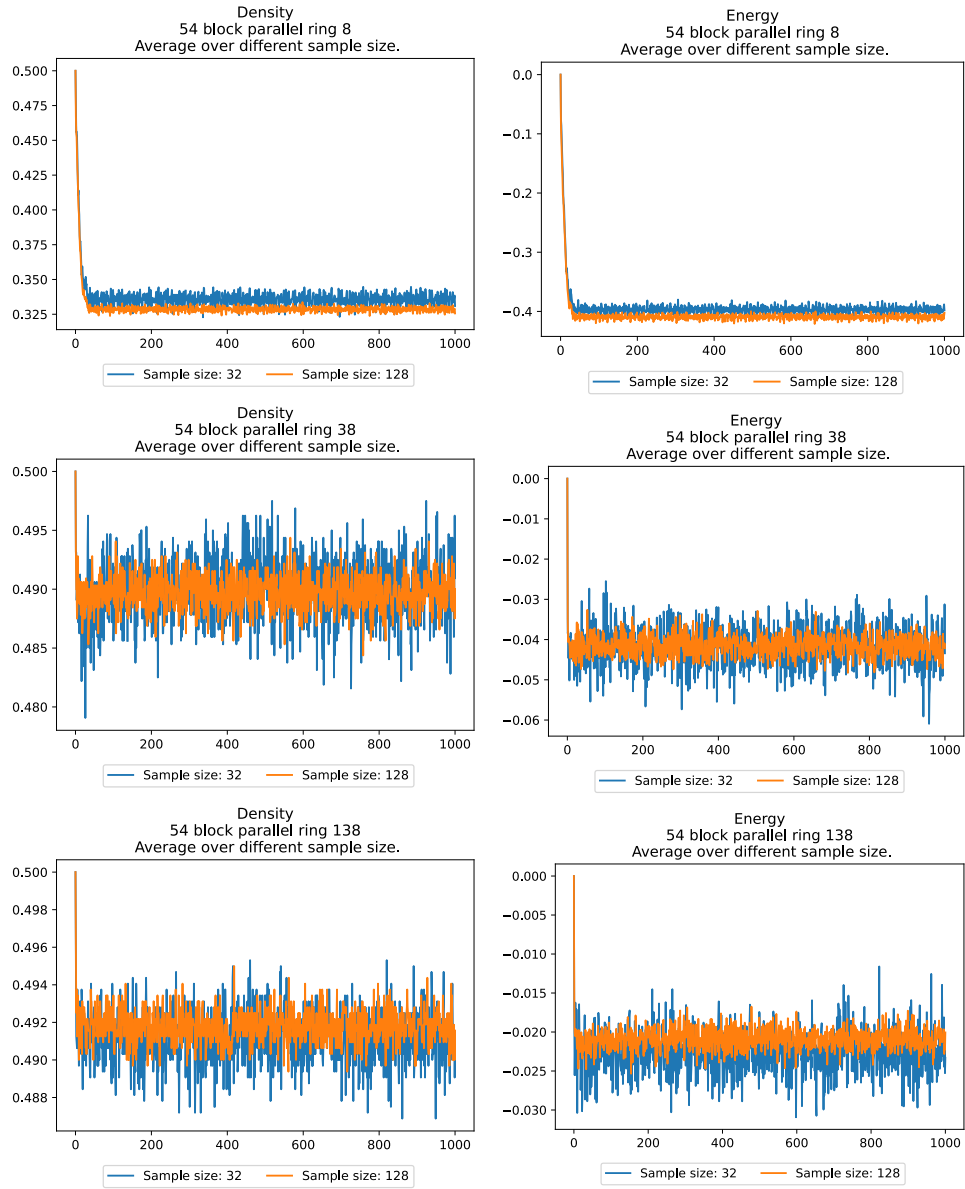 Density
54 block parallel ring 8
Average over different sample size.
0.500
0.475
0.450
0.425
0.400
0.375
0.350
0.325
0 200 400 600 800 1000
Sample size: 32 Sample size: 128
Energy
54 block parallel ring 8
Average over different sample size.
0.0
−0.1
−0.2
−0.3
−0.4
0 200 400 600 800 1000
Sample size: 32 Sample size: 128
Density
54 block parallel ring 38
Average over different sample size.
0.500
0.495
0.490
0.485
0.480
0 200 400 600 800 1000
Sample size: 32 Sample size: 128
Energy
54 block parallel ring 38
Average over different sample size.
0.00
−0.01
−0.02
−0.03
−0.04
−0.05
−0.06
0 200 400 600 800 1000
Sample size: 32 Sample size: 128
Density
54 block parallel ring 138
Average over different sample size.
0.500
0.498
0.496
0.494
0.492
0.490
0.488
0 200 400 600 800 1000
Sample size: 32 Sample size: 128
Energy
54 block parallel ring 138
Average over different sample size.
0.000
−0.005
−0.010
−0.015
−0.020
−0.025
−0.030
0 200 400 600 800 1000
Sample size: 32 Sample size: 128